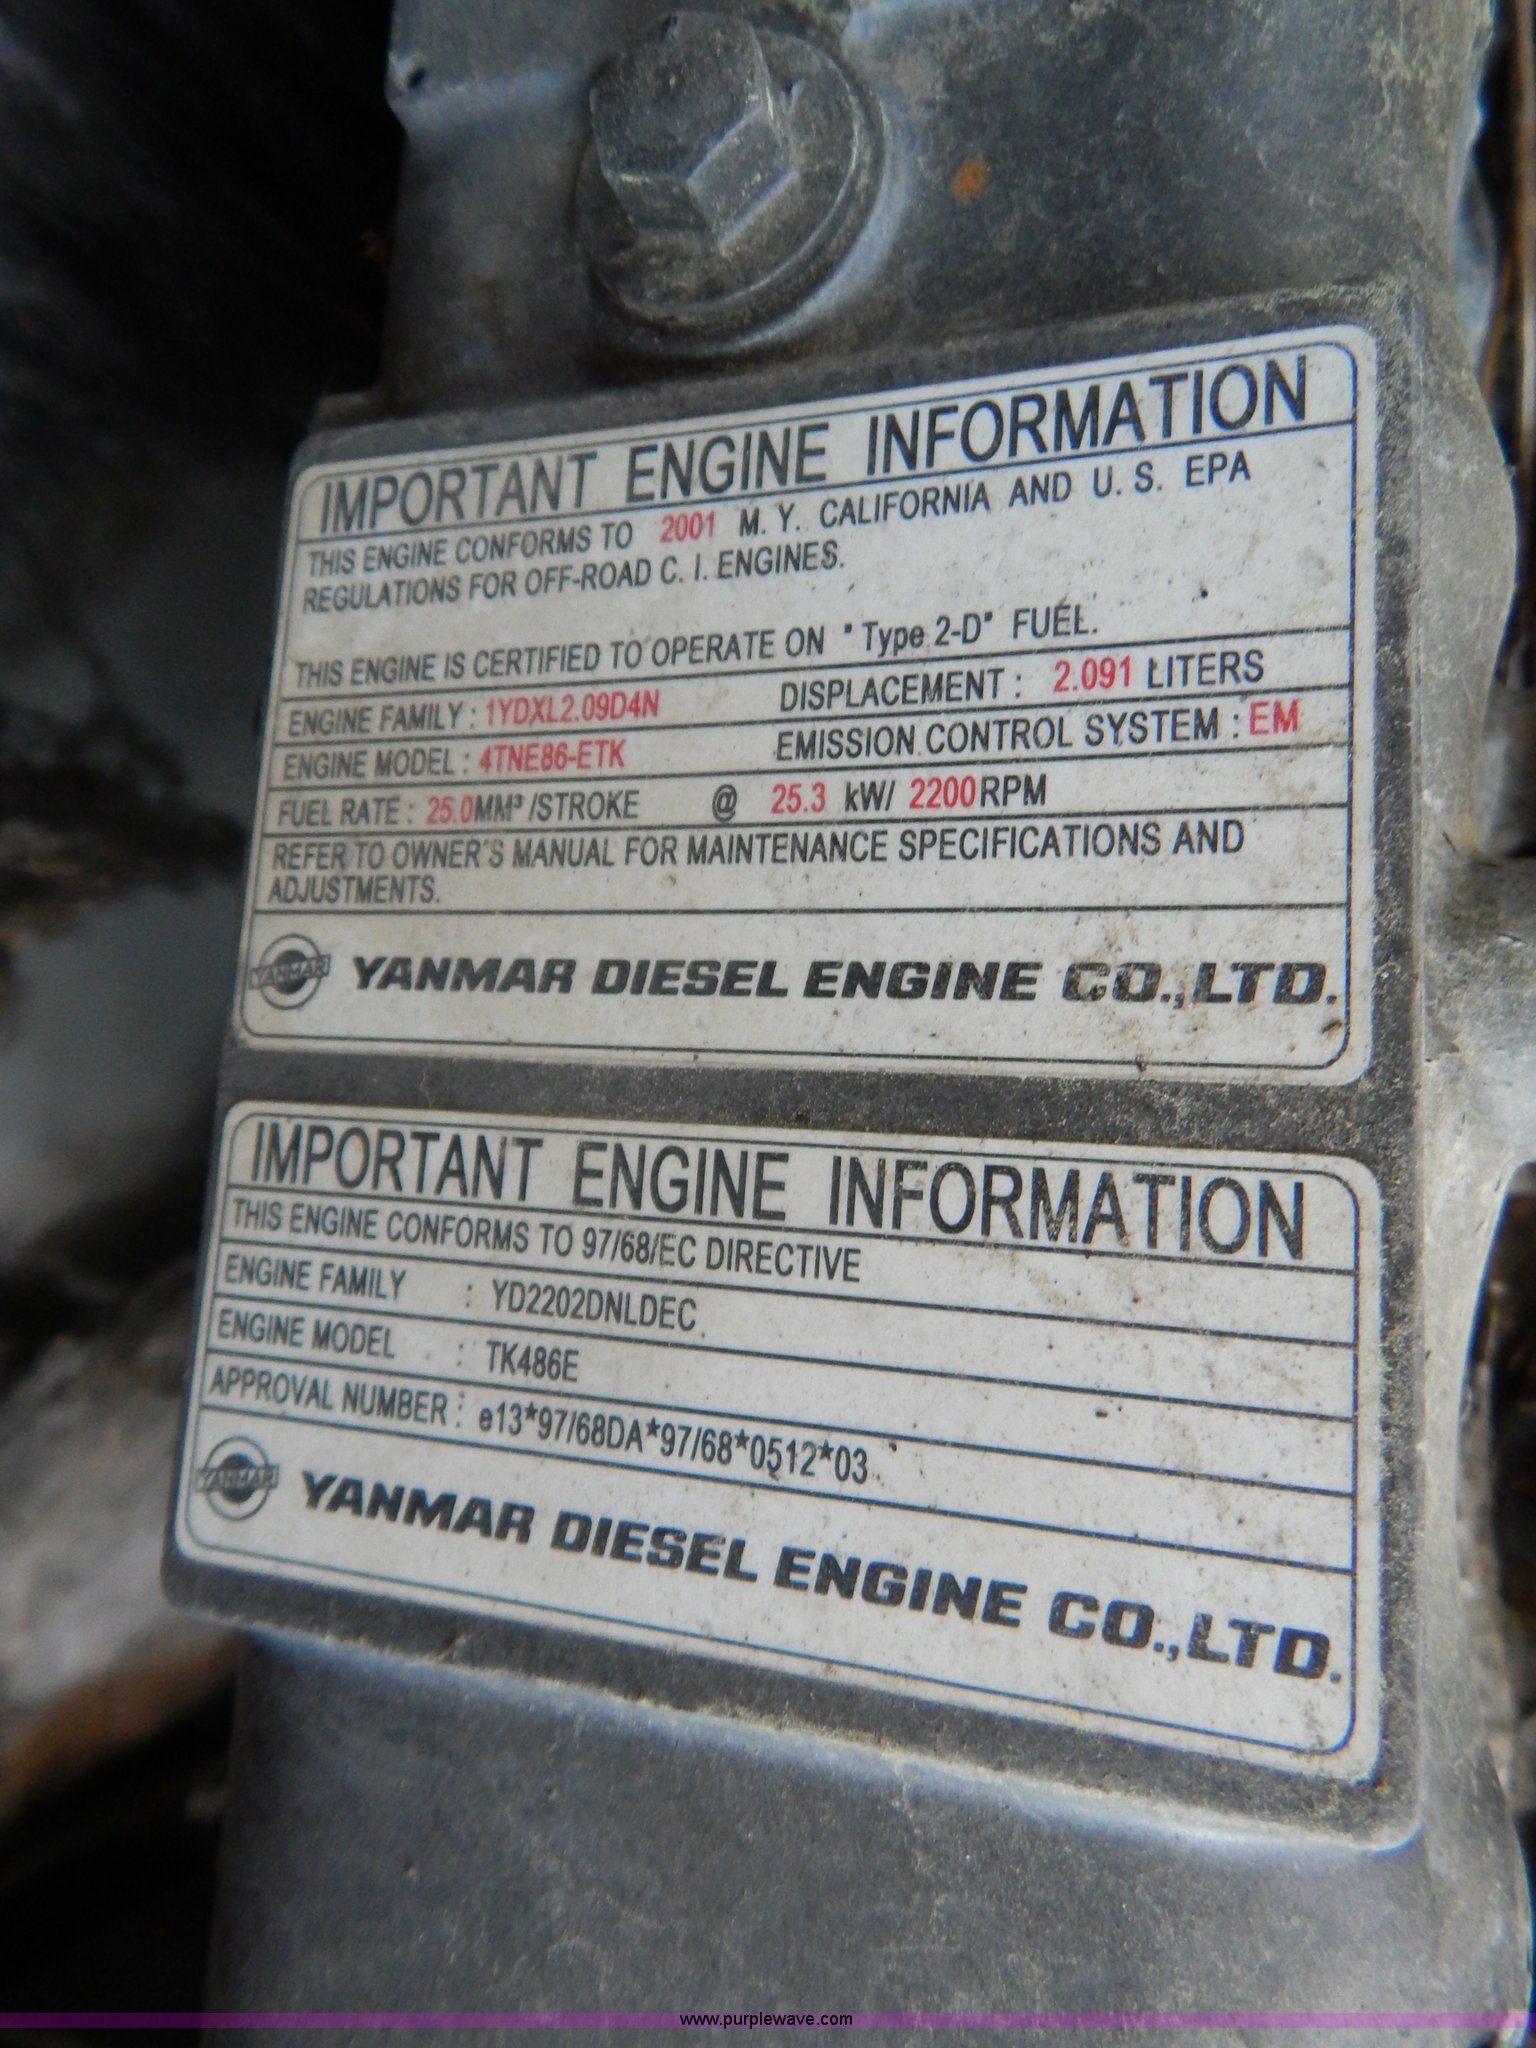 IMPORTANT ENGINE INFORMATION
THIS ENGINE CONFORMS TO 2001 M. Y. CALIFORNIA AND U. S. EPA
REGULATIONS FOR OFF-ROAD C. I. ENGINES.
THIS ENGINE IS CERTIFIED TO OPERATE ON "Type 2-D" FUEL.
ENGINE FAMILY : 1YDXL2.09D4N DISPLACEMENT : 2.091 LITERS
ENGINE MODEL : 4TNE86-ETK EMISSION CONTROL SYSTEM : EM
FUEL RATE : 25.0MM³/STROKE @ 25.3 kW/ 2200RPM
REFER TO OWNER'S MANUAL FOR MAINTENANCE SPECIFICATIONS AND
ADJUSTMENTS.
YANMAR YANMAR DIESEL ENGINE CO.,LTD.
IMPORTANT ENGINE INFORMATION
THIS ENGINE CONFORMS TO 97/68/EC DIRECTIVE
ENGINE FAMILY : YD2202DNLDEC
ENGINE MODEL : TK486E
APPROVAL NUMBER : e13*97/68DA*97/68*0512*03
YANMAR YANMAR DIESEL ENGINE CO.,LTD.
www.purplewave.com